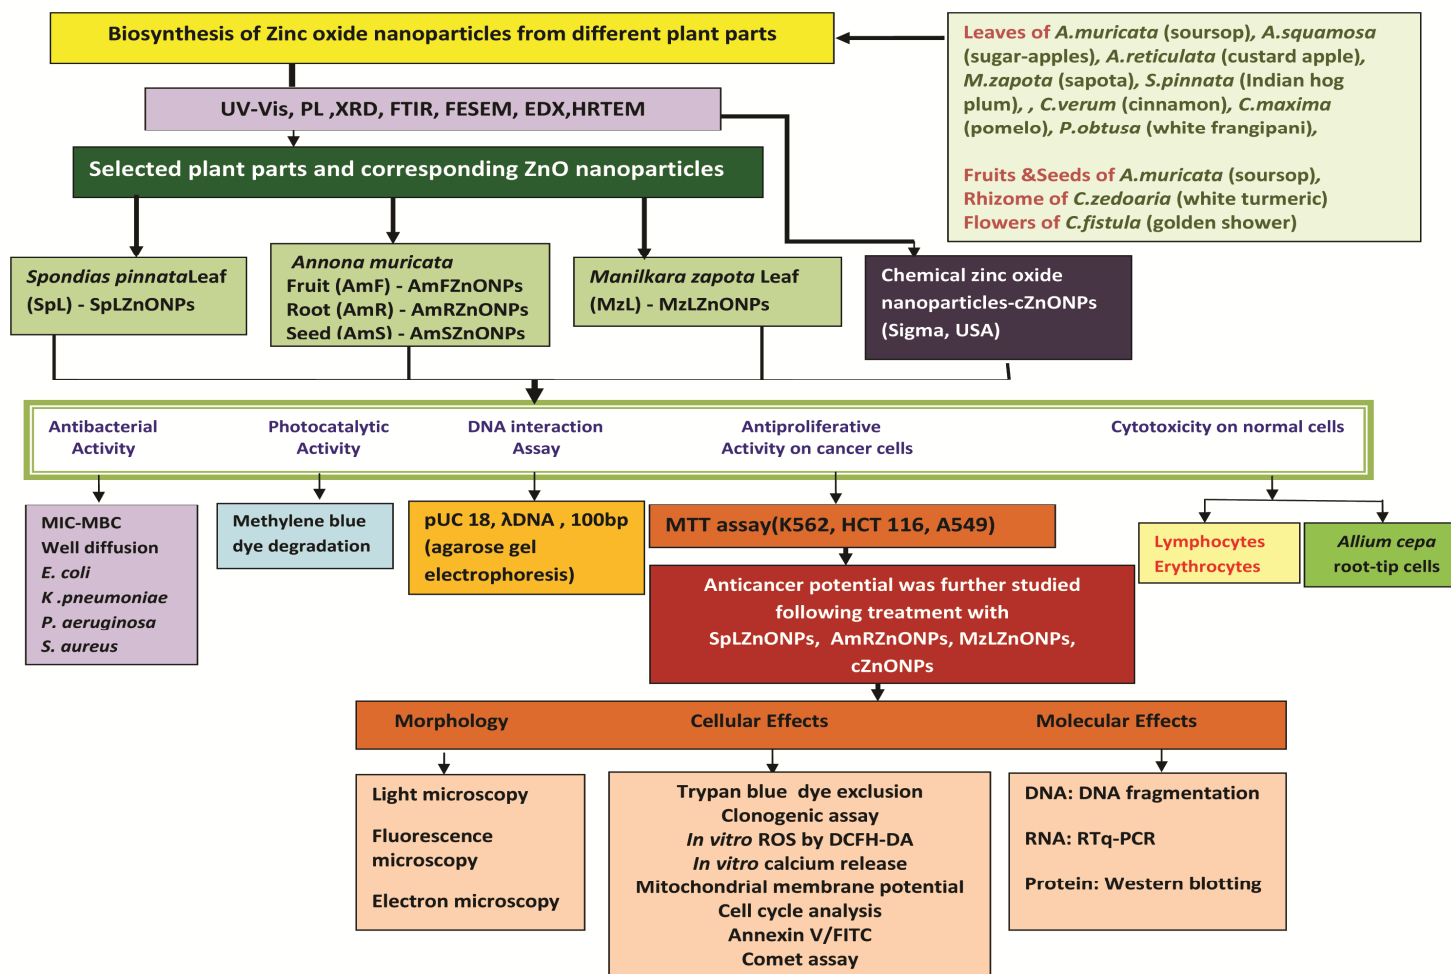 Biosynthesis of Zinc oxide nanoparticles from different plant parts
Leaves of A.muricata (soursop), A.squamosa
(sugar-apples), A.reticulata (custard apple),
M.zapota (sapota), S.pinnata (Indian hog
plum), , C.verum (cinnamon), C.maxima
(pomelo), P.obtusa (white frangipani),
Fruits &Seeds of A.muricata (soursop),
Rhizome of C.zedoaria (white turmeric)
Flowers of C.fistula (golden shower)
UV-Vis, PL ,XRD, FTIR, FESEM, EDX,HRTEM
Selected plant parts and corresponding ZnO nanoparticles
Spondias pinnataLeaf
(SpL) - SpLZnONPs
Annona muricata
Fruit (AmF) - AmFZnONPs
Root (AmR) - AmRZnONPs
Seed (AmS) - AmSZnONPs
Manilkara zapota Leaf
(MzL) - MzLZnONPs
Chemical zinc oxide
nanoparticles-cZnONPs
(Sigma, USA)
Antibacterial
Activity
Photocatalytic
Activity
DNA interaction
Assay
Antiproliferative
Activity on cancer cells
Cytotoxicity on normal cells
MIC-MBC
Well diffusion
E. coli
K .pneumoniae
P. aeruginosa
S. aureus
Methylene blue
dye degradation
pUC 18, λDNA , 100bp
(agarose gel
electrophoresis)
MTT assay(K562, HCT 116, A549)
Lymphocytes
Erythrocytes
Allium cepa
root-tip cells
Anticancer potential was further studied
following treatment with
SpLZnONPs, AmRZnONPs, MzLZnONPs,
cZnONPs
Morphology
Cellular Effects
Molecular Effects
Light microscopy
Fluorescence
microscopy
Electron microscopy
Trypan blue dye exclusion
Clonogenic assay
In vitro ROS by DCFH-DA
In vitro calcium release
Mitochondrial membrane potential
Cell cycle analysis
Annexin V/FITC
Comet assay
DNA: DNA fragmentation
RNA: RTq-PCR
Protein: Western blotting